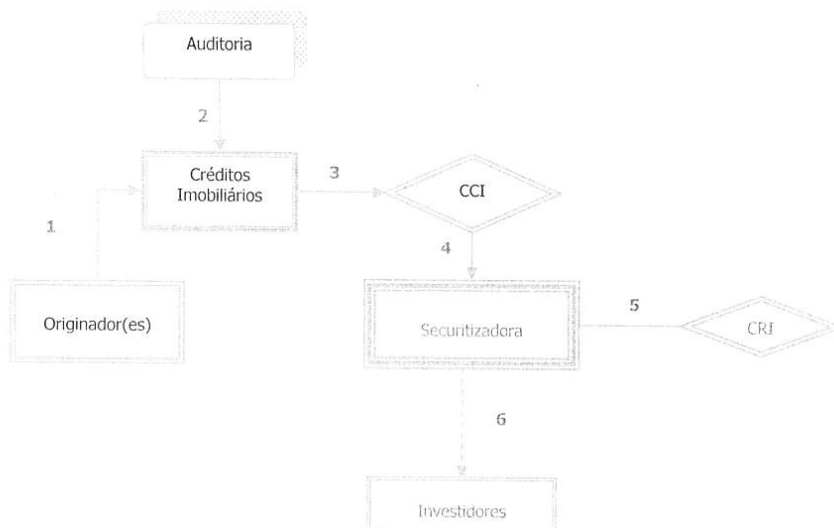 Auditoria
2
Créditos
Imobiliários
3
CCI
1
4
Originador(es)
Securitizadora
5
CRI
6
Investidores